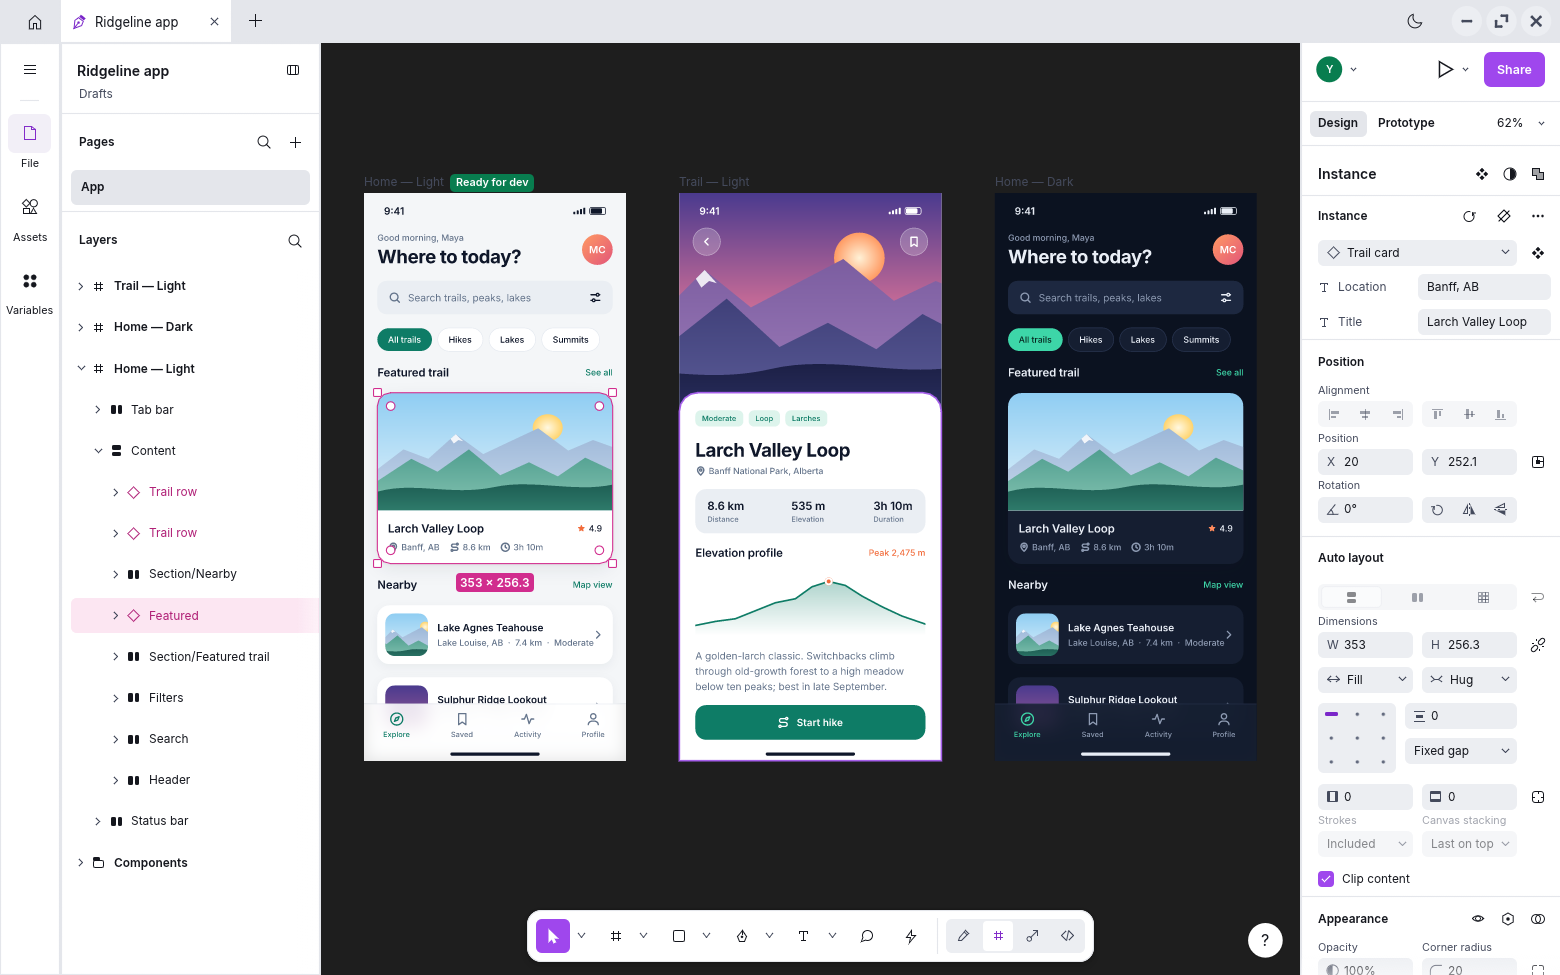 Ridgeline app
File
Assets
Variables
Ridgeline app
Drafts
Pages
App
Layers
Trail — Light
Home — Dark
Home — Light
Tab bar
Content
Trail row
Trail row
Section/Nearby
Featured
Section/Featured trail
Filters
Search
Header
Status bar
Components
Home — Light
Ready for dev
9:41
Good morning, Maya
Where to today?
MC
Search trails, peaks, lakes
All trails Hikes Lakes Summits
Featured trail See all
Larch Valley Loop 4.9
Banff, AB 8.6 km 3h 10m
353 × 256.3
Nearby Map view
Lake Agnes Teahouse
Lake Louise, AB · 7.4 km · Moderate
Sulphur Ridge Lookout
Explore Saved Activity Profile
Trail — Light
9:41
Moderate Loop Larches
Larch Valley Loop
Banff National Park, Alberta
8.6 km 535 m 3h 10m
Distance Elevation Duration
Elevation profile Peak 2,475 m
A golden-larch classic. Switchbacks climb
through old-growth forest to a high meadow
below ten peaks; best in late September.
Start hike
Home — Dark
9:41
Good morning, Maya
Where to today?
MC
Search trails, peaks, lakes
All trails Hikes Lakes Summits
Featured trail See all
Larch Valley Loop 4.9
Banff, AB 8.6 km 3h 10m
Nearby Map view
Lake Agnes Teahouse
Lake Louise, AB · 7.4 km · Moderate
Sulphur Ridge Lookout
Explore Saved Activity Profile
?
Y
Share
Design Prototype 62%
Instance
Instance
Trail card
Location Banff, AB
Title Larch Valley Loop
Position
Alignment
Position
X 20 Y 252.1
Rotation
0°
Auto layout
Dimensions
W 353 H 256.3
Fill Hug
0
Fixed gap
0 0
Strokes Canvas stacking
Included Last on top
Clip content
Appearance
Opacity Corner radius
100% 20